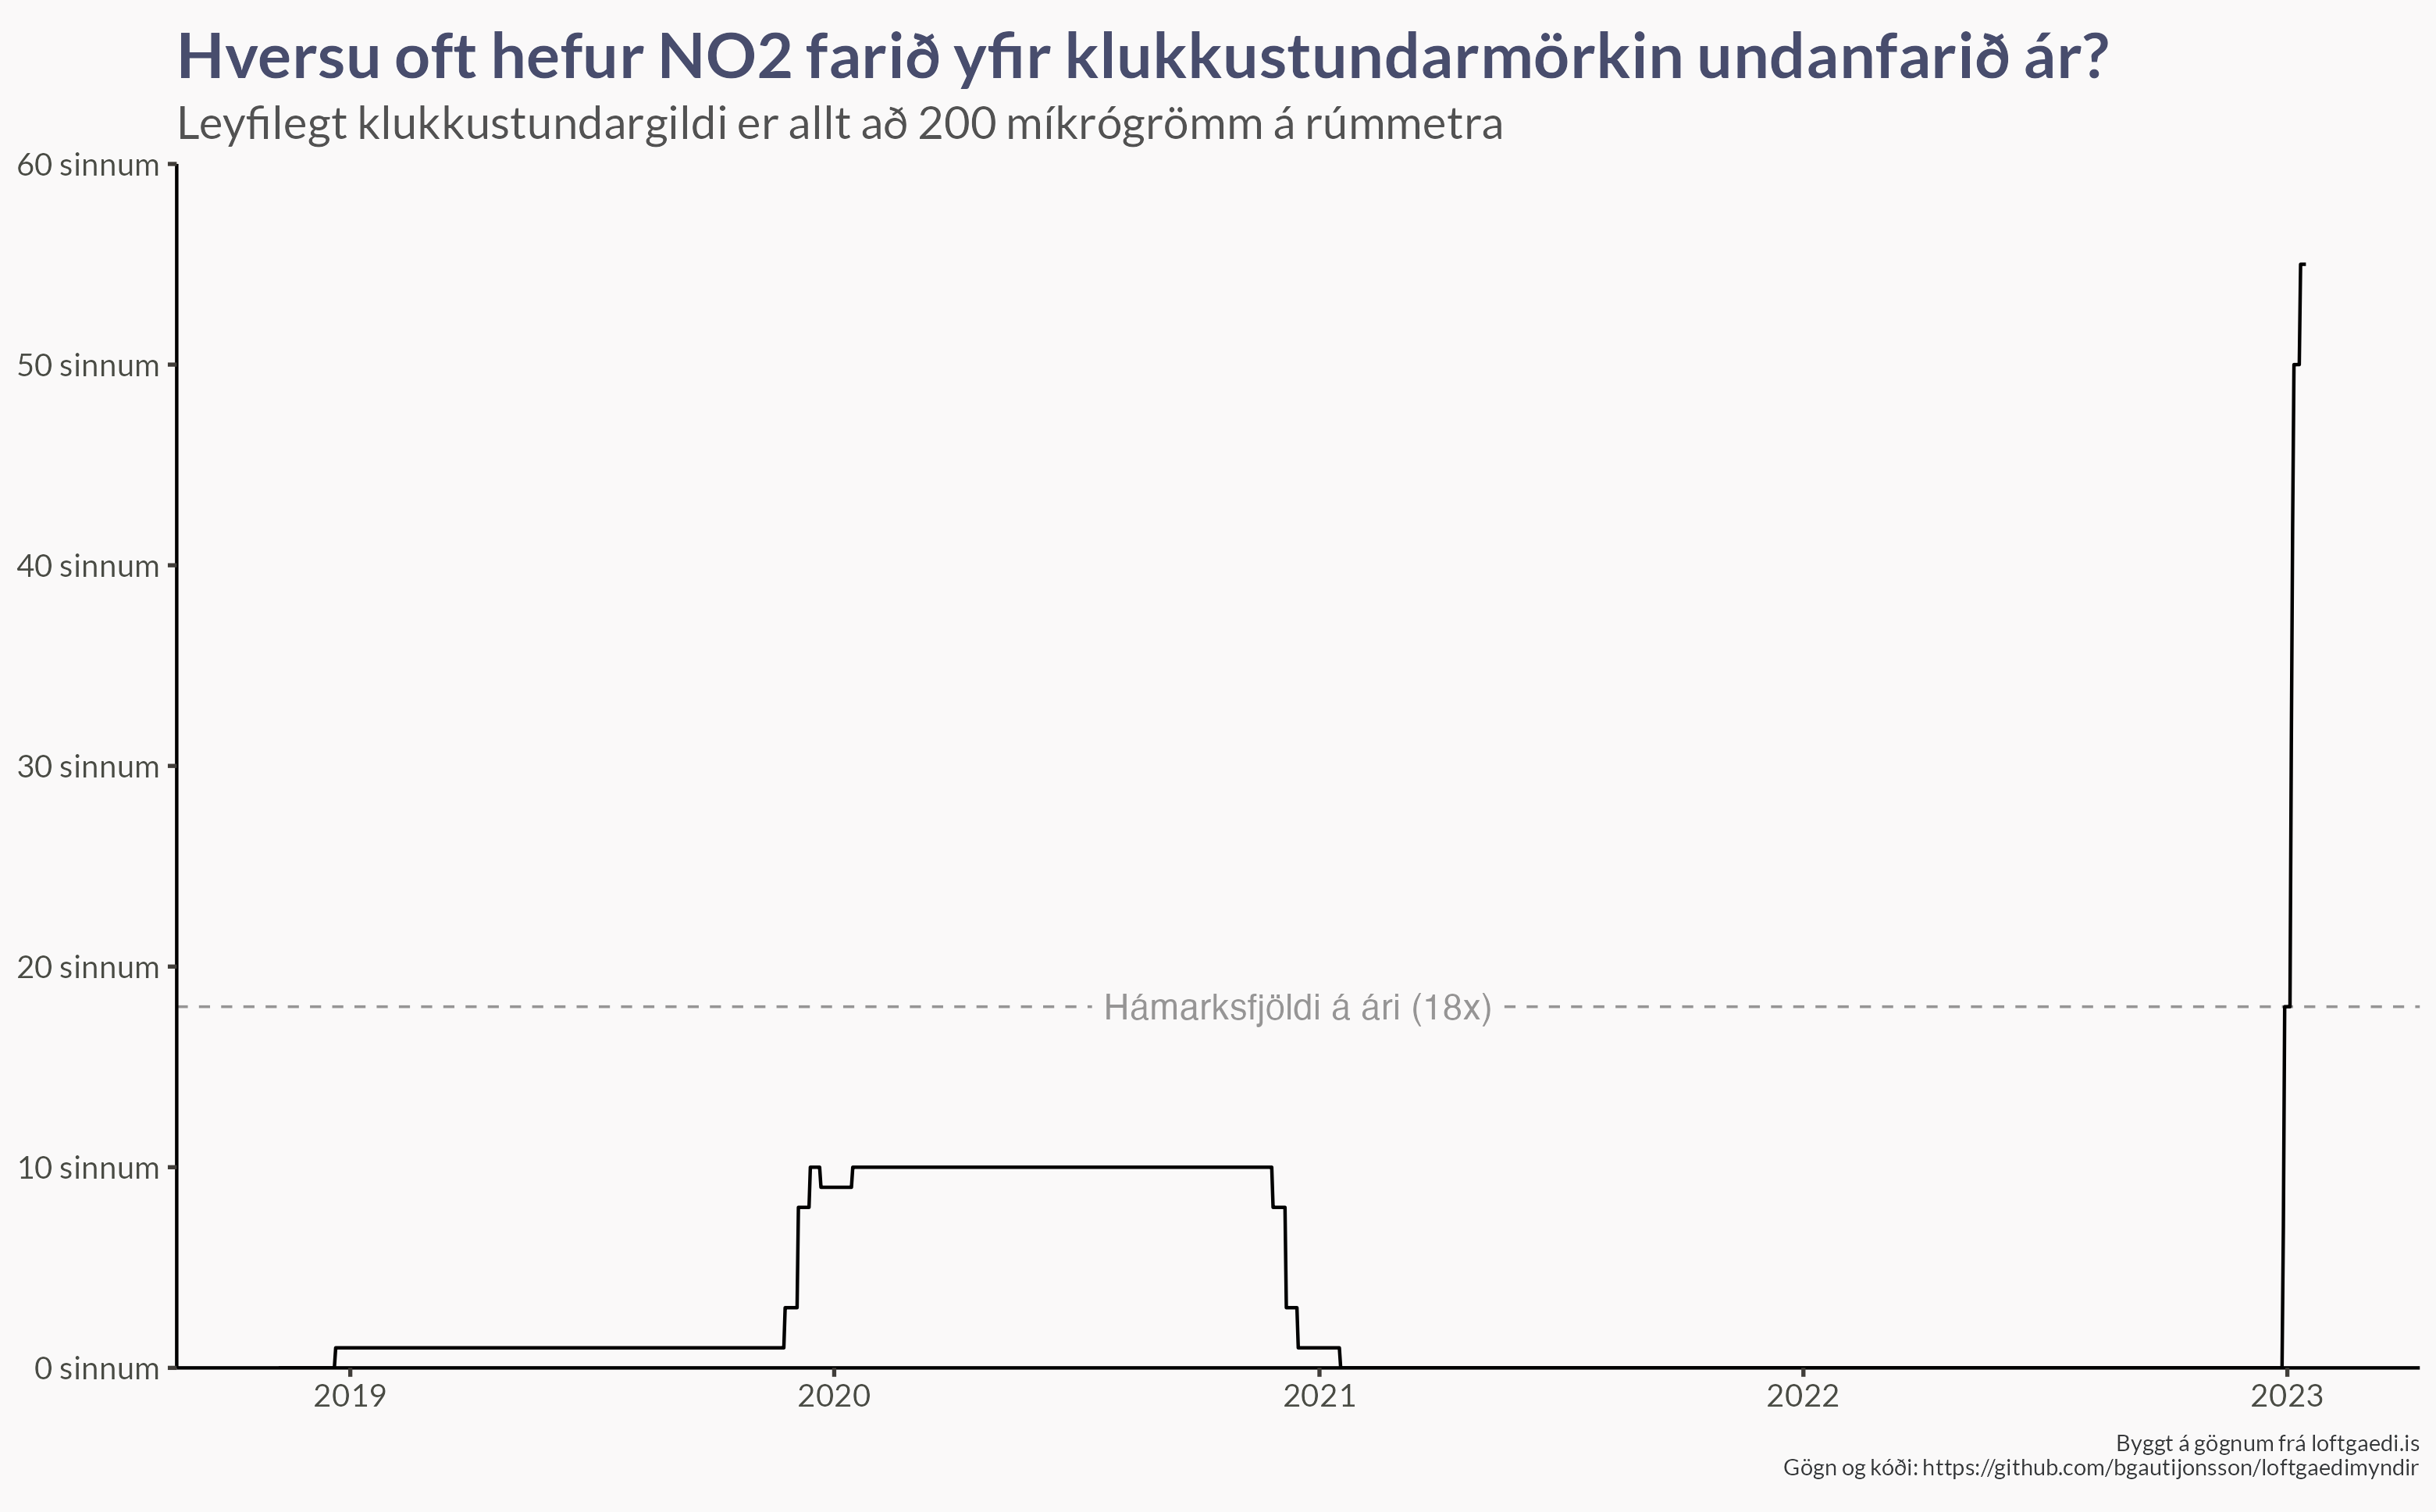 Hversu oft hefur NO2 farið yfir klukkustundarmörkin undanfarið ár?
Leyfilegt klukkustundargildi er allt að 200 míkrógrömm á rúmmetra
60 sinnum
50 sinnum
40 sinnum
30 sinnum
20 sinnum
Hámarksfjöldi á ári (18x)
10 sinnum
0 sinnum
2019
2020
2021
2022
2023
Byggt á gögnum frá loftgaedi.is
Gögn og kóði: https://github.com/bgautijonsson/loftgaedimyndir